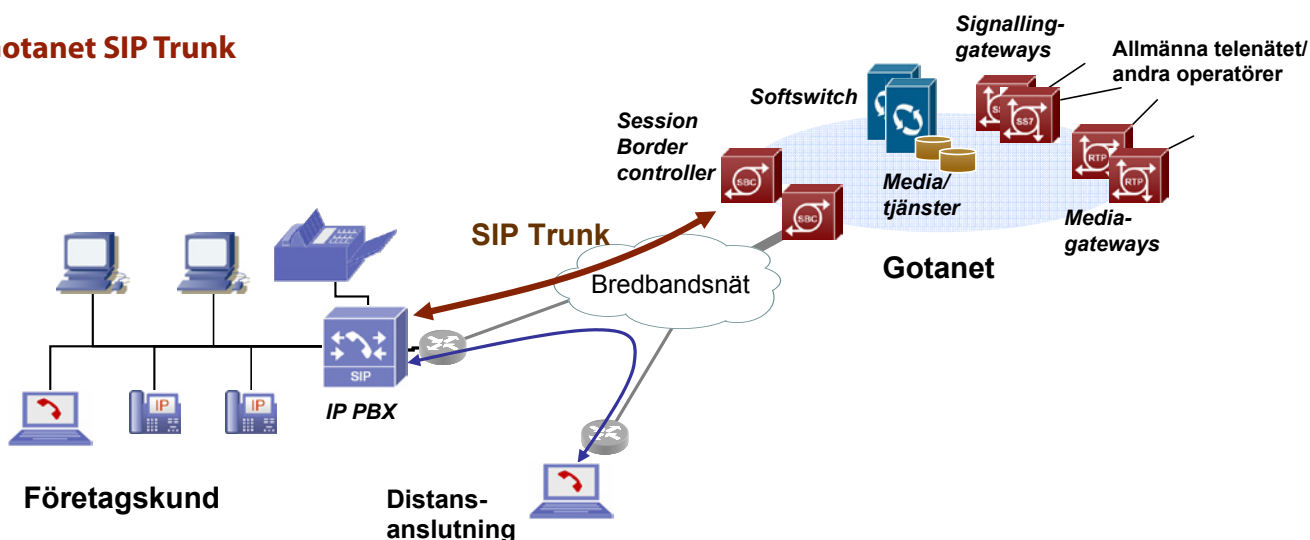 otanet SIP Trunk
Signalling-
gateways
Allmänna telenätet/
andra operatörer
Softswitch
Session
Border
controller
SS7
RTP
RTP
SBC
SBC
Media/
tjänster
Media-
gateways
SIP Trunk
Gotanet
Bredbandsnät
SIP
IP
IP
IP PBX
Företagskund
Distans-
anslutning